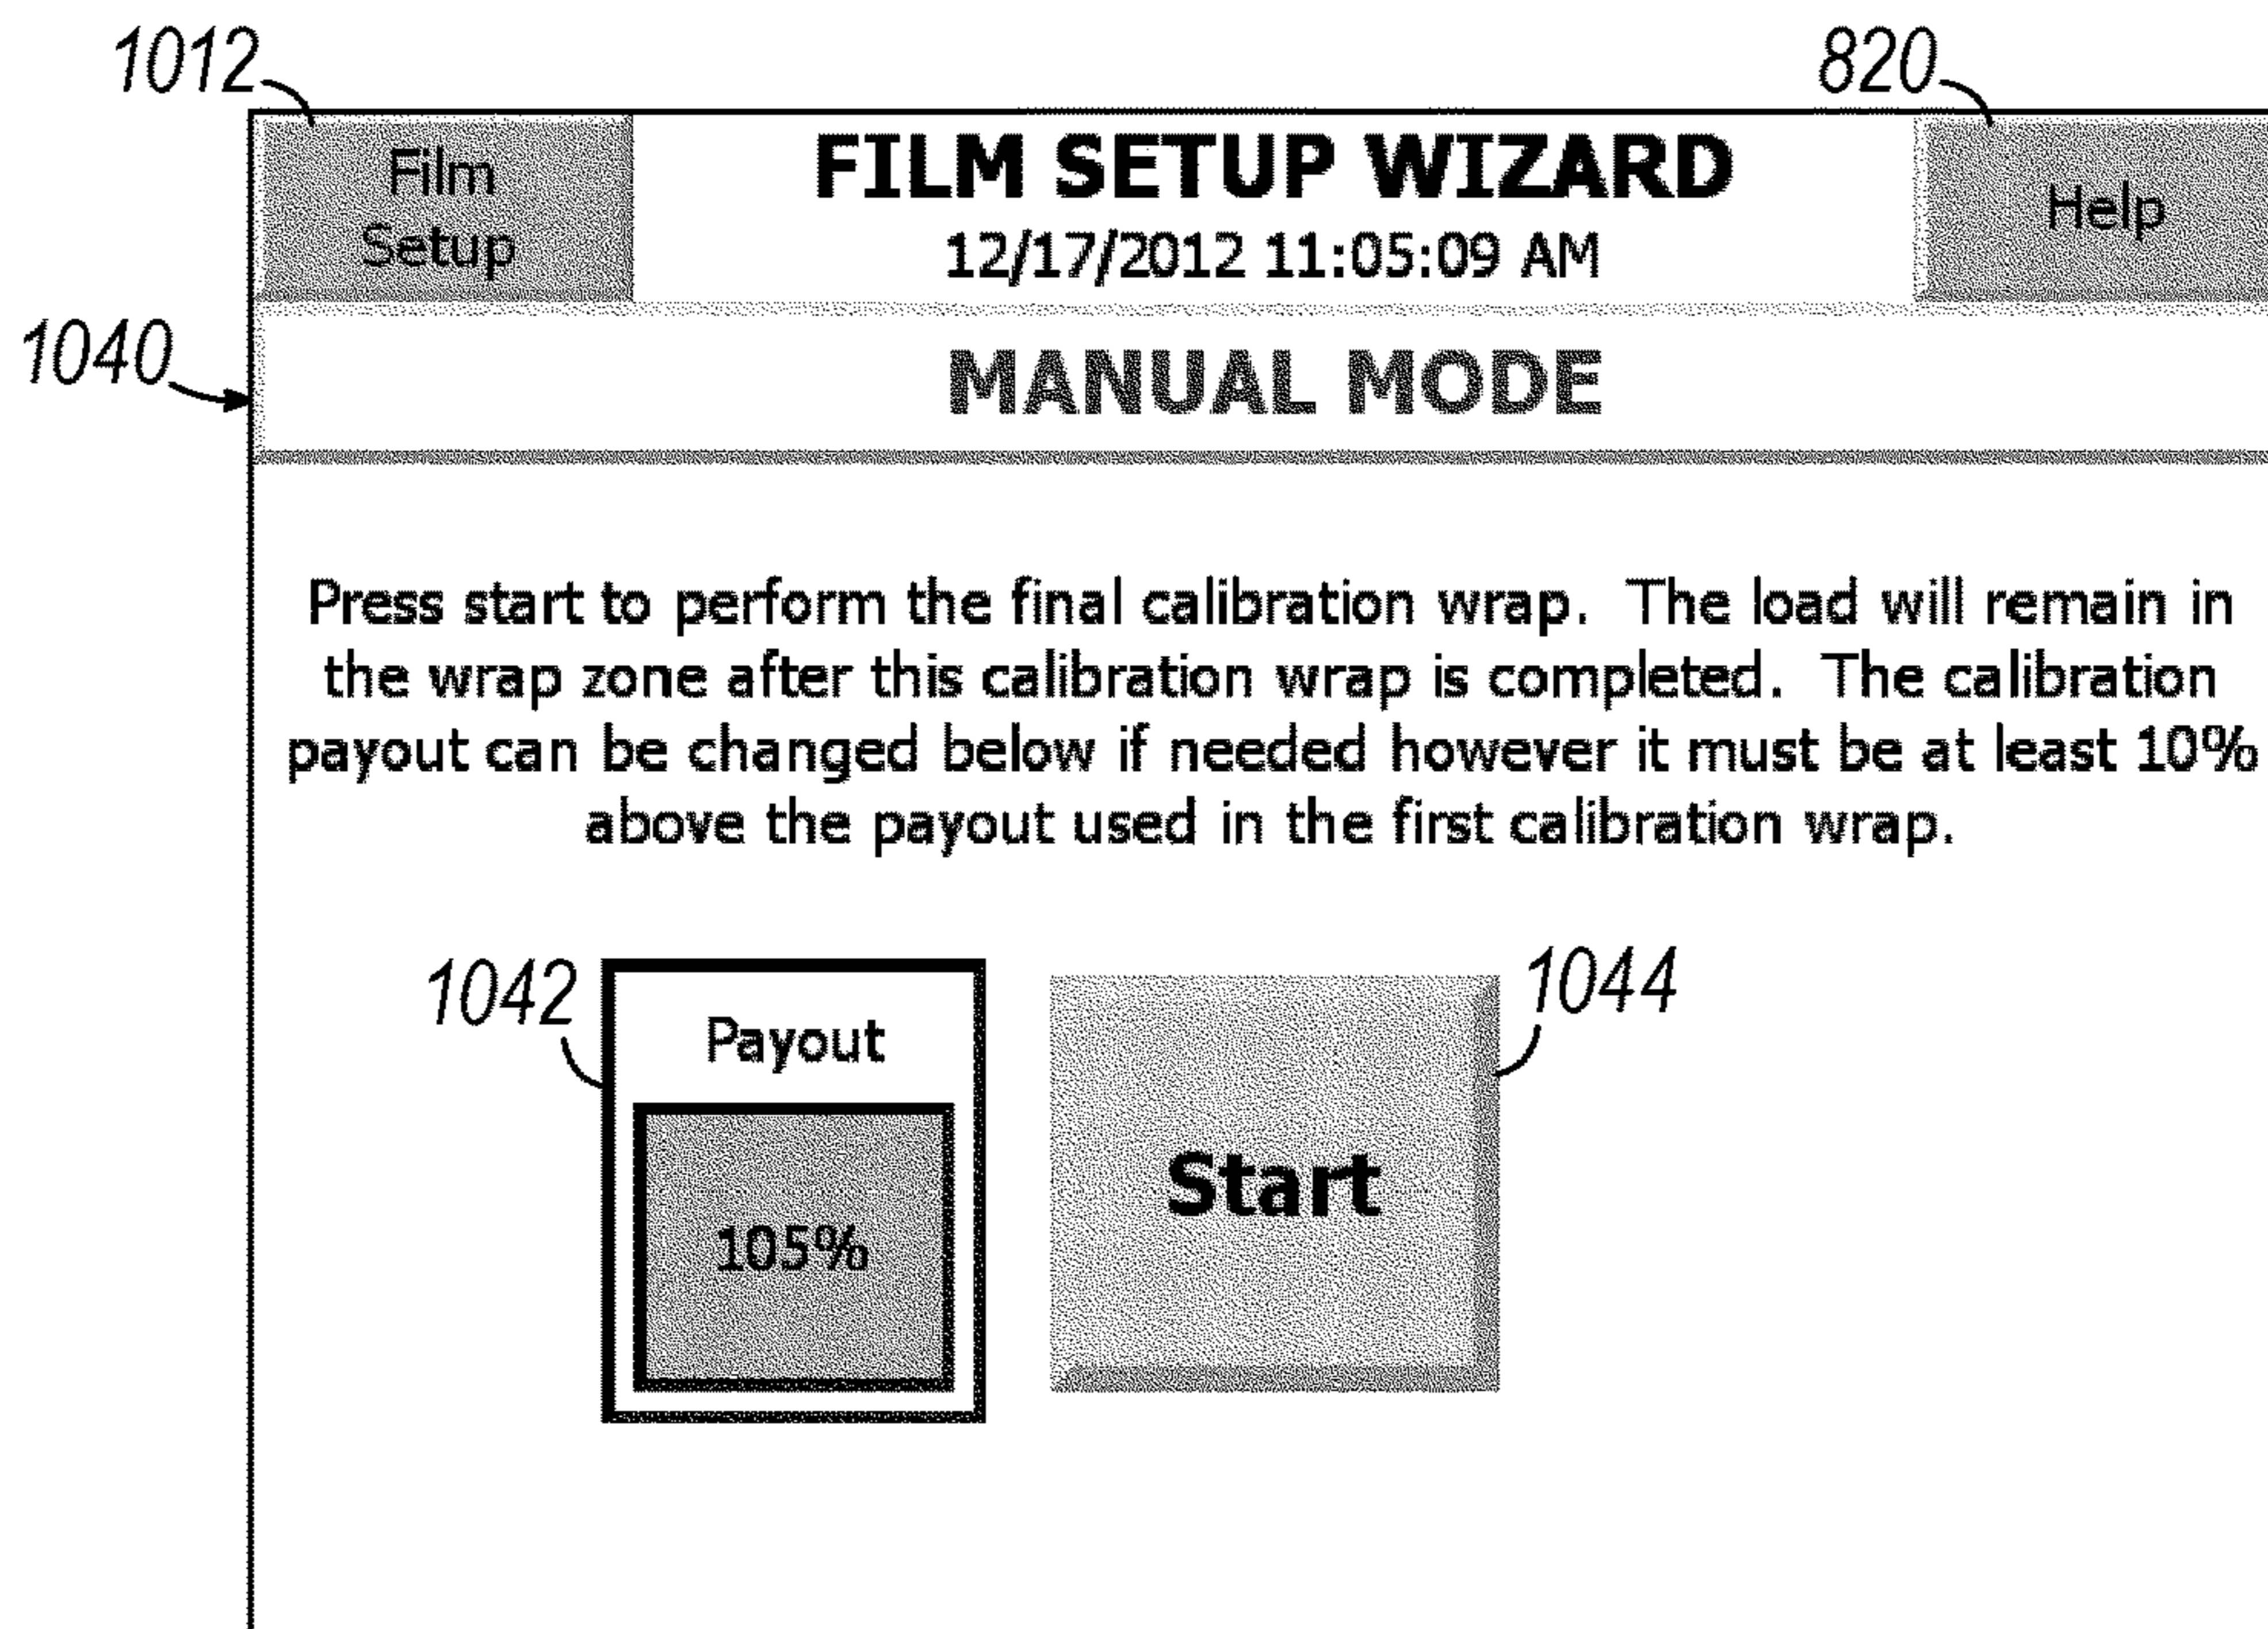 1012
820
Film
Setup
FILM SETUP WIZARD
12/17/2012 11:05:09 AM
Help
1040
MANUAL MODE
Press start to perform the final calibration wrap. The load will remain in
the wrap zone after this calibration wrap is completed. The calibration
payout can be changed below if needed however it must be at least 10%
above the payout used in the first calibration wrap.
1042
Payout
105%
Start
1044